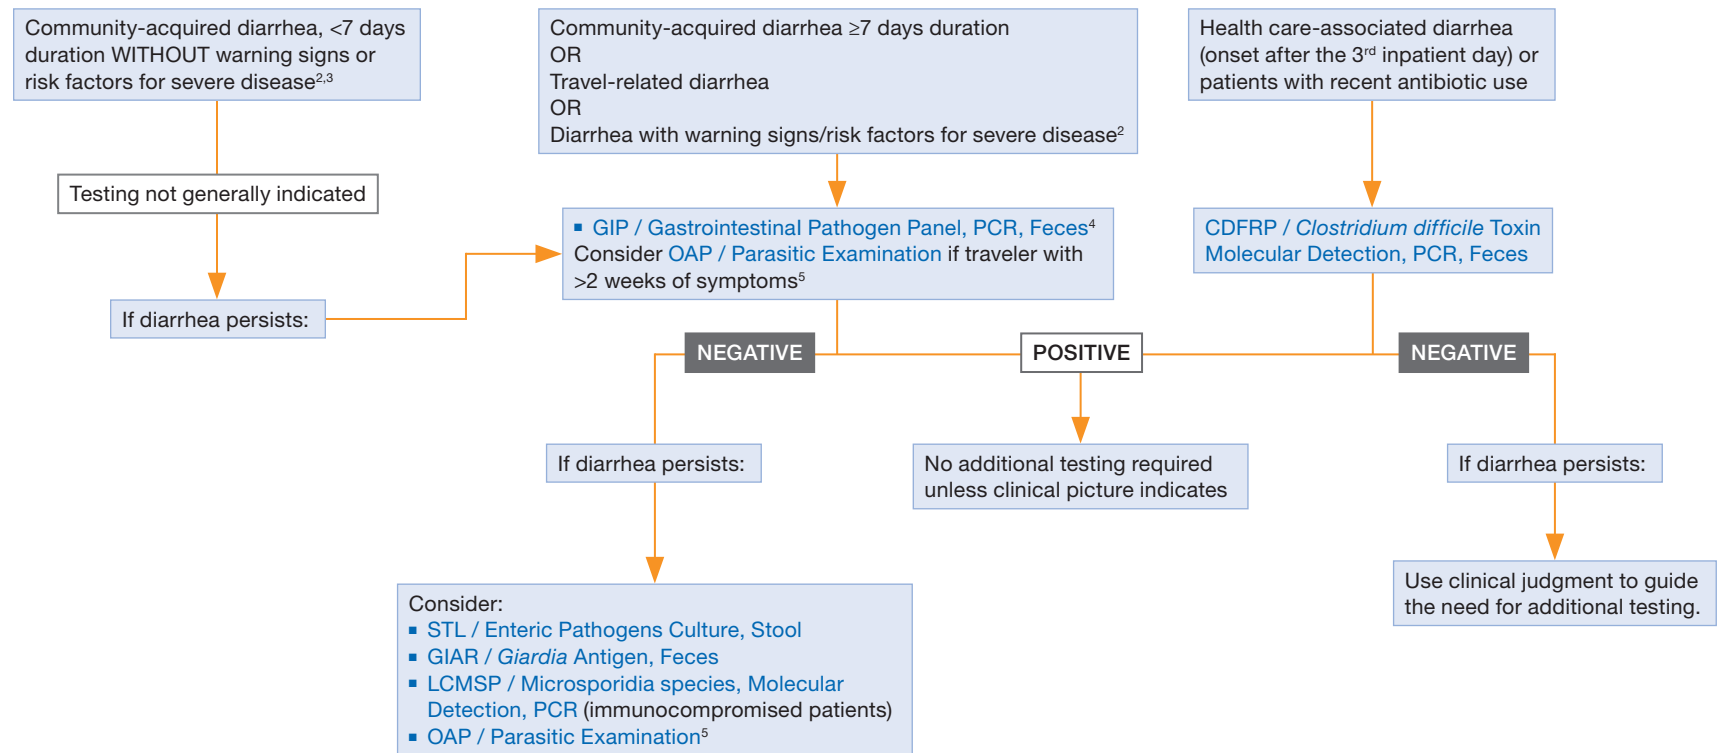 Community-acquired diarrhea, <7 days
duration WITHOUT warning signs or
risk factors for severe disease2,3
Community-acquired diarrhea ≥7 days duration
OR
Travel-related diarrhea
OR
Diarrhea with warning signs/risk factors for severe disease2
Health care-associated diarrhea
(onset after the 3rd inpatient day) or
patients with recent antibiotic use
Testing not generally indicated
▪ GIP / Gastrointestinal Pathogen Panel, PCR, Feces4
Consider OAP / Parasitic Examination if traveler with
>2 weeks of symptoms5
CDFRP / Clostridium difficile Toxin
Molecular Detection, PCR, Feces
If diarrhea persists:
NEGATIVE
POSITIVE
NEGATIVE
If diarrhea persists:
No additional testing required
unless clinical picture indicates
If diarrhea persists:
Consider:
▪ STL / Enteric Pathogens Culture, Stool
▪ GIAR / Giardia Antigen, Feces
▪ LCMSP / Microsporidia species, Molecular
Detection, PCR (immunocompromised patients)
▪ OAP / Parasitic Examination5
Use clinical judgment to guide
the need for additional testing.